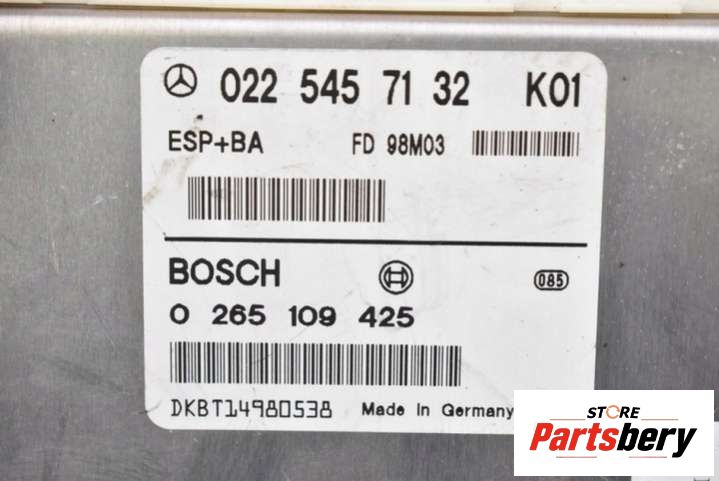 022 545 71 32 K01
ESP+BA FD 98M03
BOSCH 085
0 265 109 425
DKBT14980538 Made in Germany
STORE
Partsbery